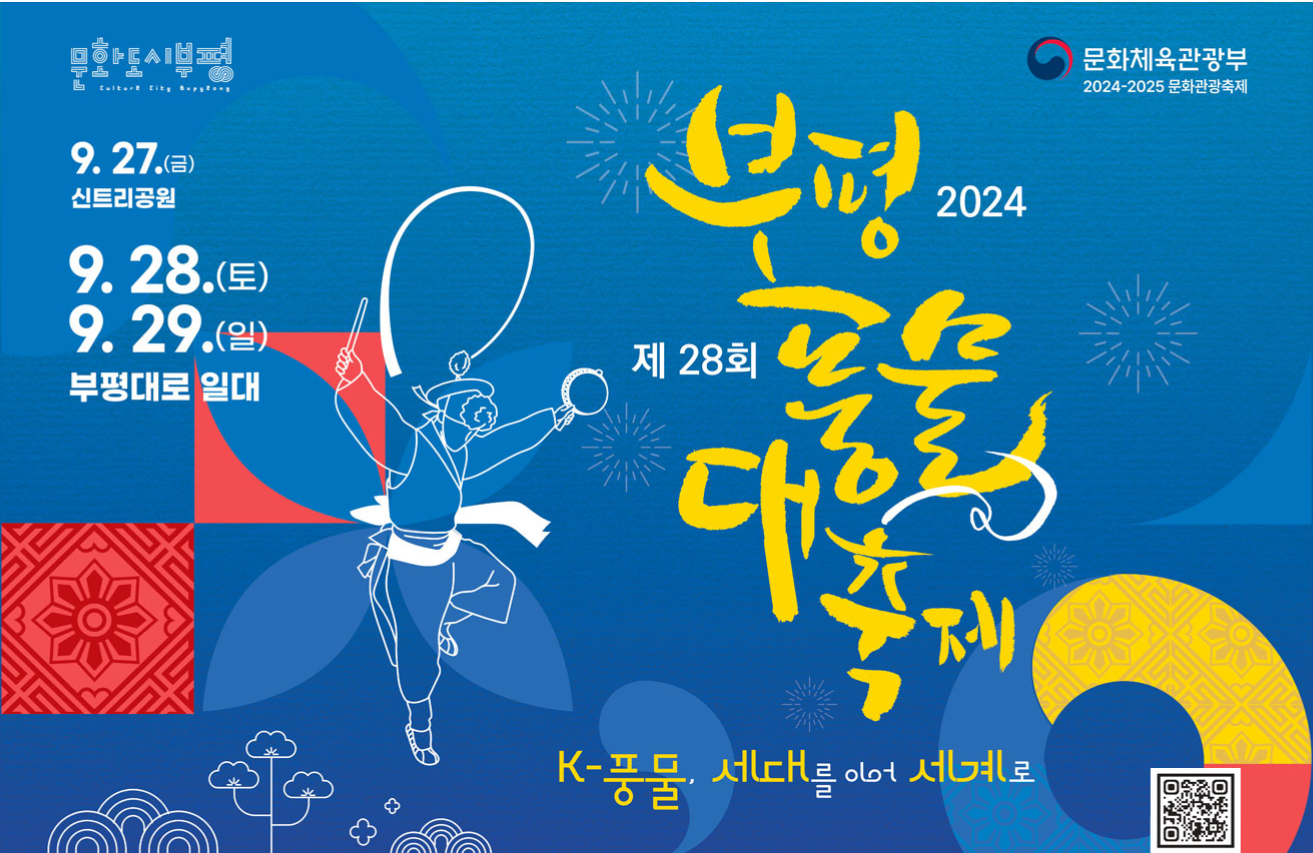 문화도시부평
Culture City Bupyeong
문화체육관광부
2024-2025 문화관광축제
9. 27.(금)
신트리공원
9. 28.(토)
9. 29.(일)
부평대로 일대
부평 2024
제 28회 풍물
대축제
K-풍물, 세대를 이어 세계로